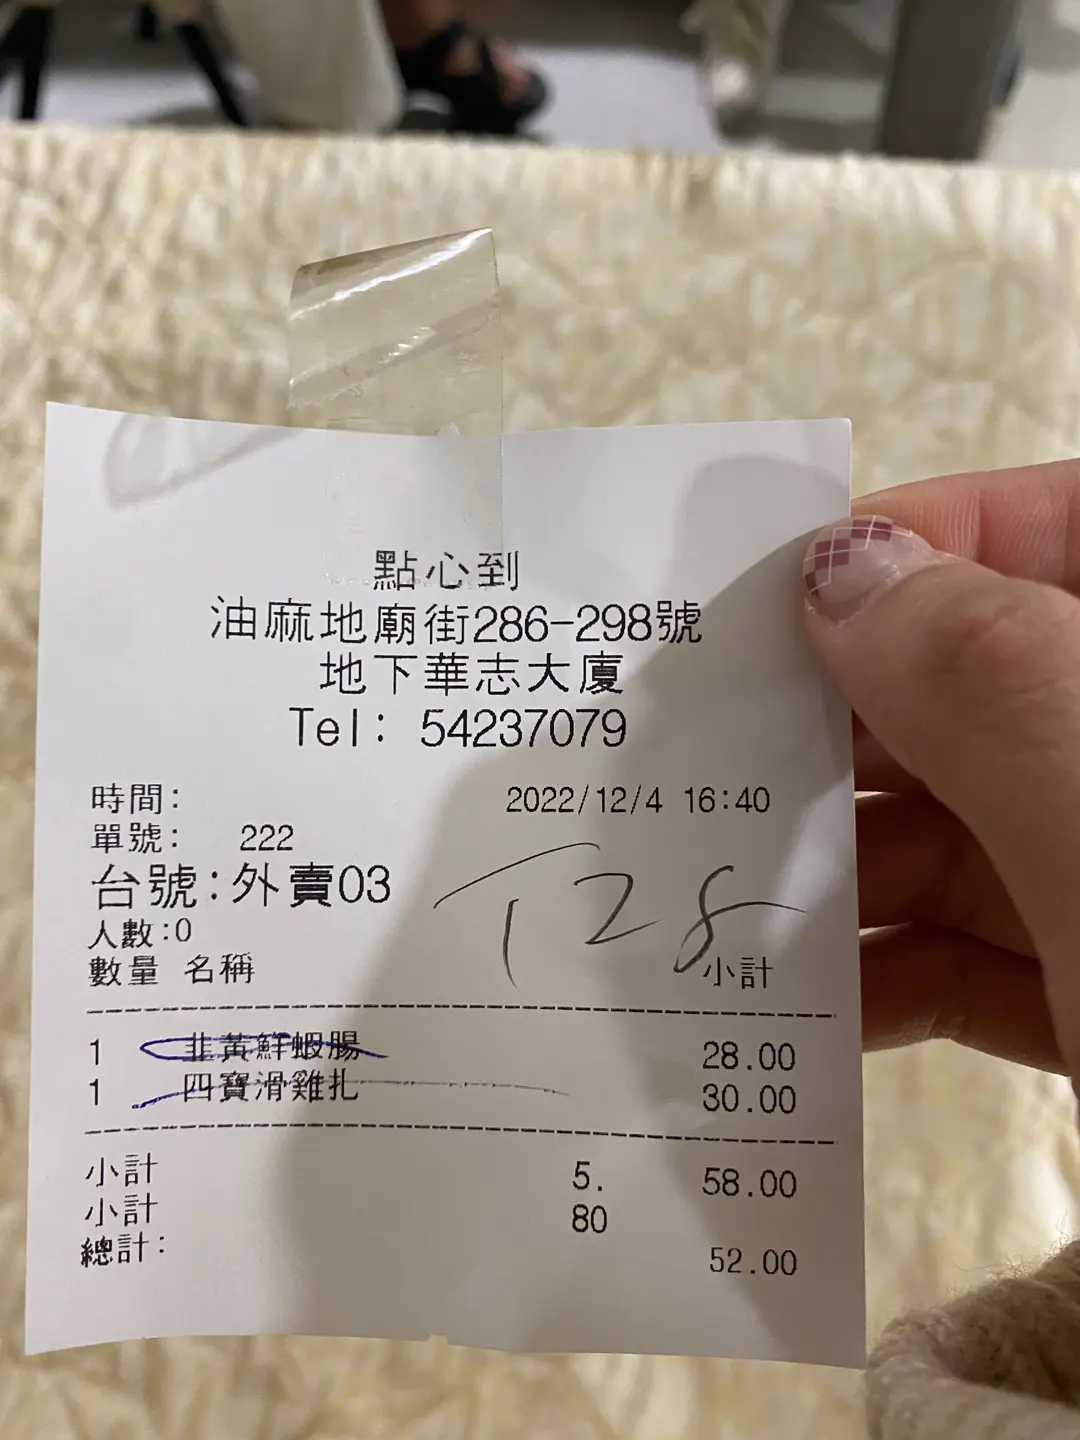 點心到
油麻地廟街286-298號
地下華志大廈
Tel: 54237079
時間: 2022/12/4 16:40
單號: 222
台號:外賣03
T28
人數:0
數量 名稱 小計
1 韭黃鮮蝦腸 28.00
1 四寶滑雞扎 30.00
小計 5. 58.00
小計 80
總計: 52.00